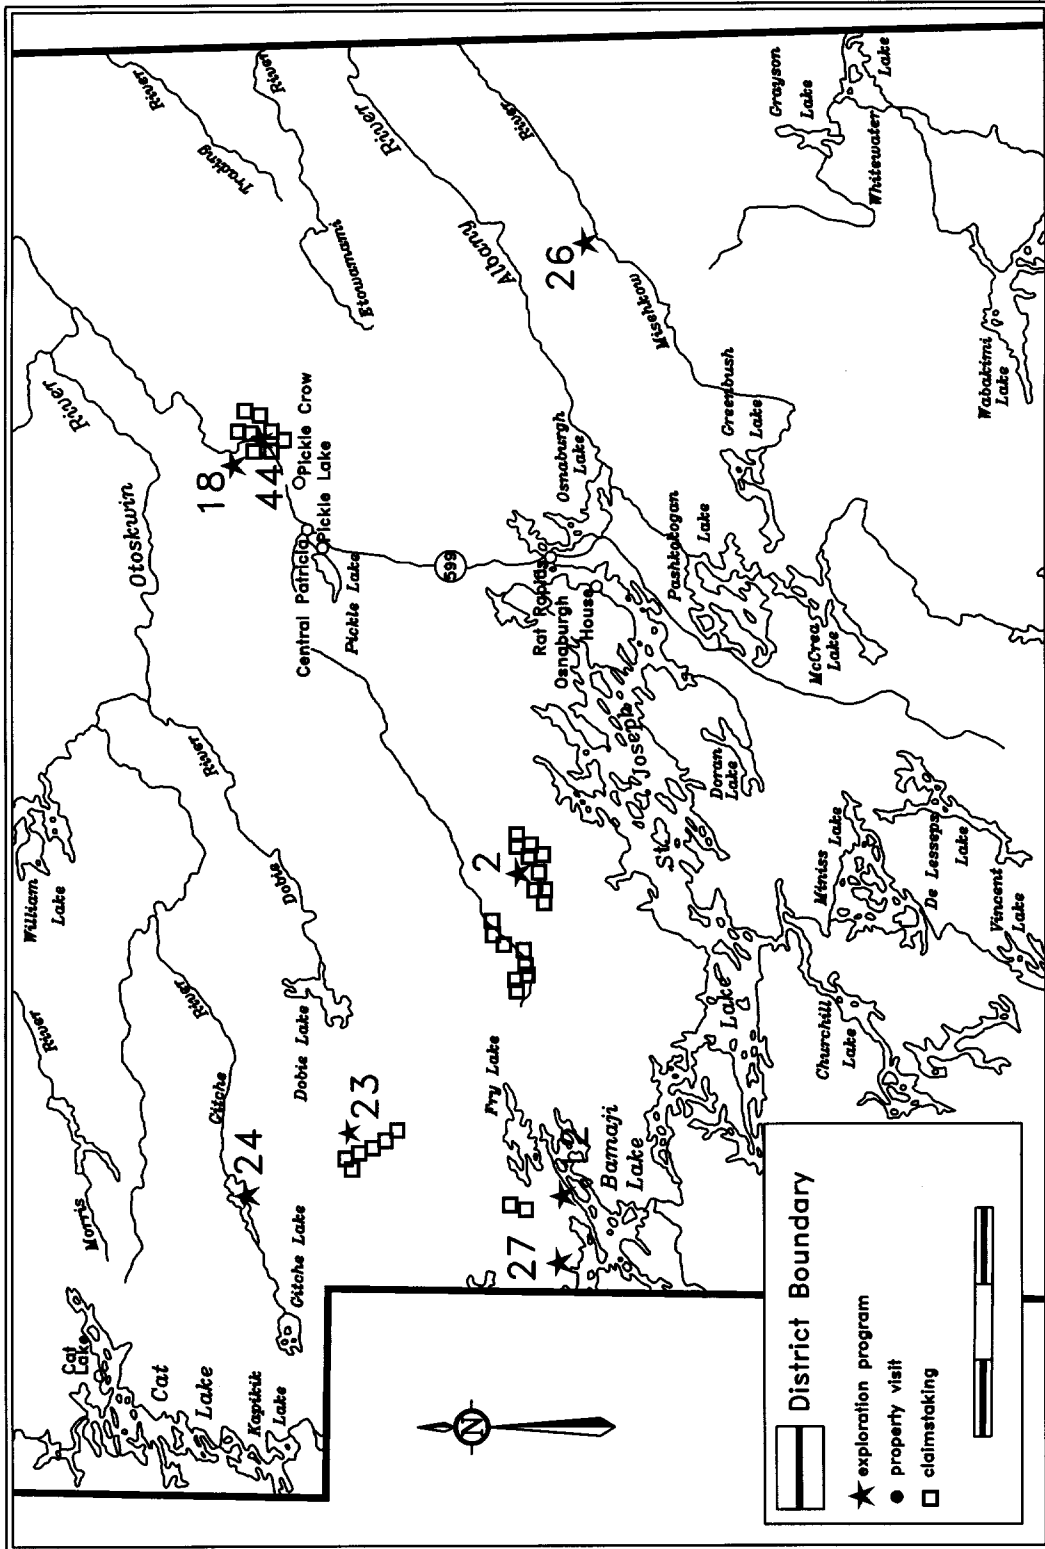 William
Lake
River
Morris
Cat
Lake
Cat
Lake
Kapikik
Lake
Gitche Lake
Gitche
River
24
Dobie Lake
Dobie
River
Otoskwin
River
18
44
Pickle Crow
Central Patricia
Pickle Lake
Pickle Lake
599
Trading
River
Etowamami
River
Albany
River
23
Fry Lake
2
27
12
Bamaji
Lake
St.
Joseph
Lake
Rat Rapids
Osnaburgh
House
Osnaburgh
Lake
Pashkokogan
Lake
Greenbush
Lake
Misehkow
River
26
McCrea
Lake
Doran
Lake
Miniss
Lake
De Lesseps
Lake
Vincent
Lake
Churchill
Lake
Grayson
Lake
Whitewater
Lake
Wabakimi
Lake
N
District Boundary
exploration program
property visit
claimstaking